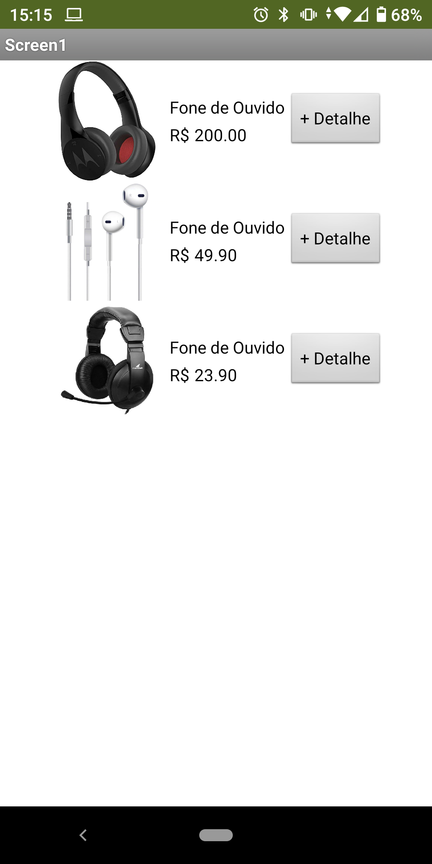 15:15
68%
Screen1
Fone de Ouvido
R$ 200.00
+ Detalhe
Fone de Ouvido
R$ 49.90
+ Detalhe
Fone de Ouvido
R$ 23.90
+ Detalhe